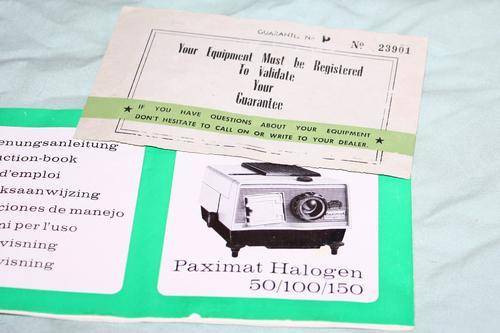 GUARANTEE No P
No 23901
Your Equipment Must be Registered
To Validate
Your
Guarantee
IF YOU HAVE QUESTIONS ABOUT YOUR EQUIPMENT
DON'T HESITATE TO CALL ON OR WRITE TO YOUR DEALER.
enungsanleitung
uction-book
d'emploi
ksaanwijzing
ciones de manejo
ni per l'uso
visning
visning
Paximat Halogen
50/100/150